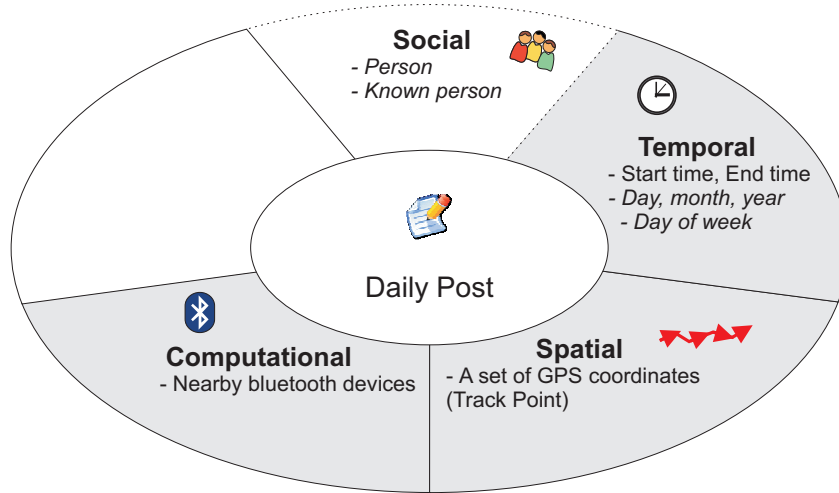 Social
- Person
- Known person
Temporal
- Start time, End time
- Day, month, year
- Day of week
Daily Post
Computational
- Nearby bluetooth devices
Spatial
- A set of GPS coordinates
(Track Point)